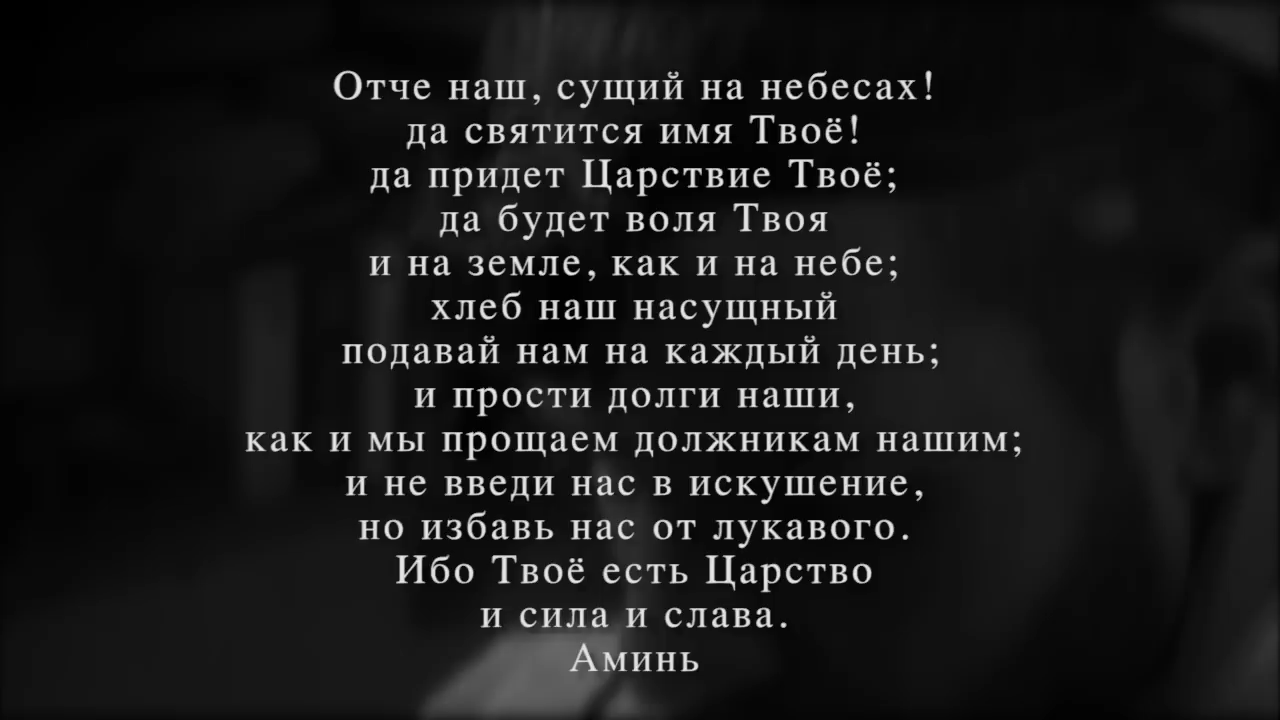 Отче наш, сущий на небесах!
да святится имя Твоё!
да придет Царствие Твоё;
да будет воля Твоя
и на земле, как и на небе;
хлеб наш насущный
подавай нам на каждый день;
и прости долги наши,
как и мы прощаем должникам нашим;
и не введи нас в искушение,
но избавь нас от лукавого.
Ибо Твоё есть Царство
и сила и слава.
Аминь